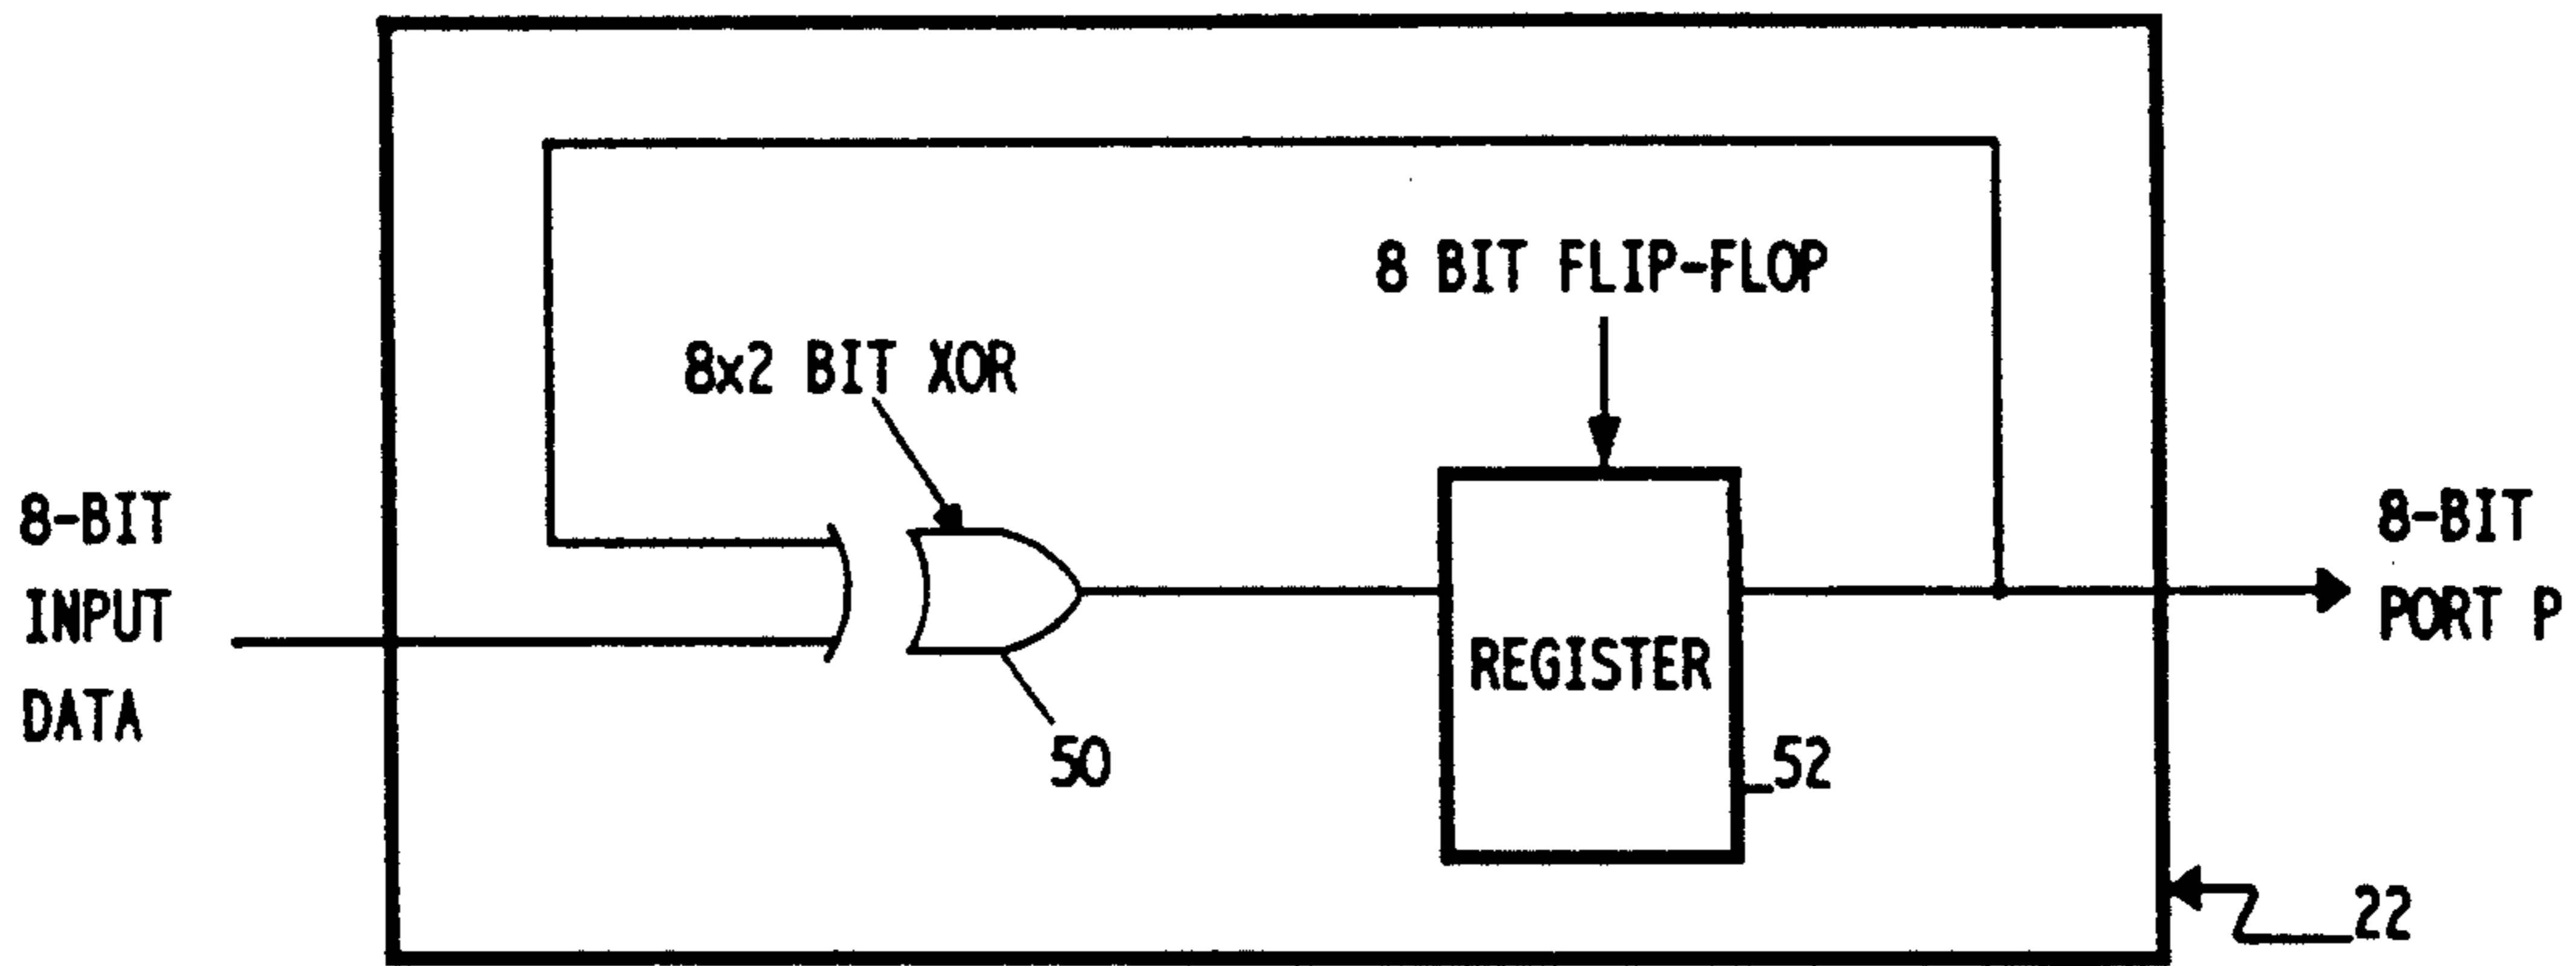 8 BIT FLIP-FLOP
8x2 BIT XOR
8-BIT
INPUT
DATA
8-BIT
PORT P
REGISTER
50
52
22